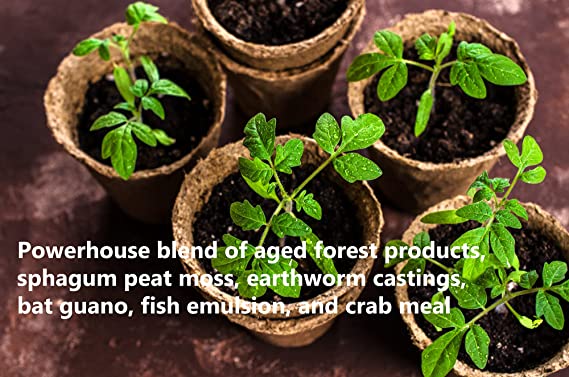 Powerhouse blend of aged forest products,
sphagum peat moss, earthworm castings,
bat guano, fish emulsion, and crab meal